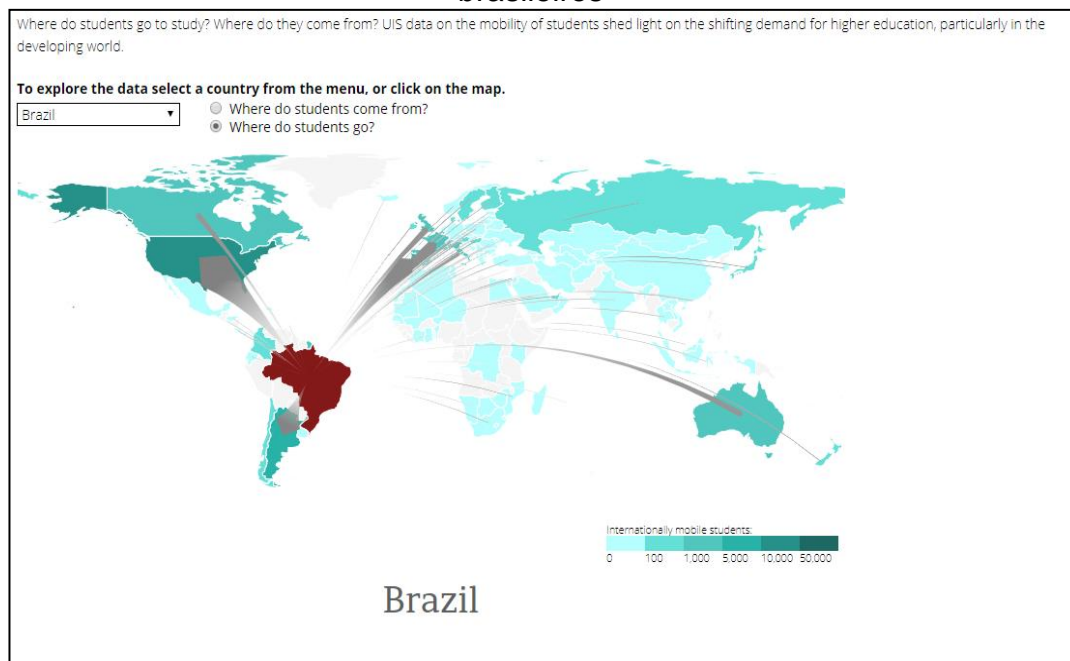 brasileiros
Where do students go to study? Where do they come from? UIS data on the mobility of students shed light on the shifting demand for higher education, particularly in the
developing world.
To explore the data select a country from the menu, or click on the map.
Brazil
Where do students come from?
Where do students go?
Internationally mobile students:
0 100 1,000 5,000 10,000 50,000
Brazil